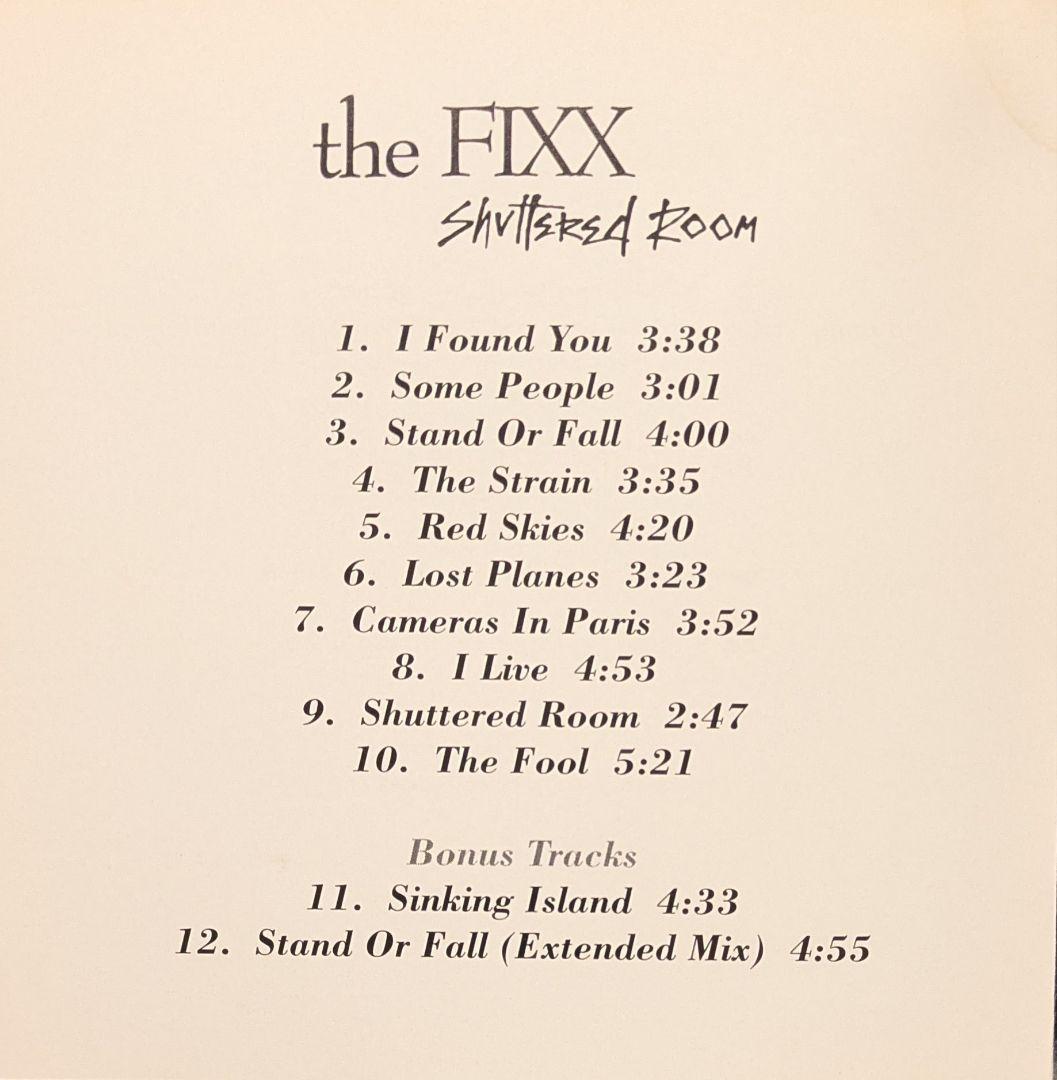 the FIXX
Shuttered Room
1. I Found You 3:38
2. Some People 3:01
3. Stand Or Fall 4:00
4. The Strain 3:35
5. Red Skies 4:20
6. Lost Planes 3:23
7. Cameras In Paris 3:52
8. I Live 4:53
9. Shuttered Room 2:47
10. The Fool 5:21
Bonus Tracks
11. Sinking Island 4:33
12. Stand Or Fall (Extended Mix) 4:55